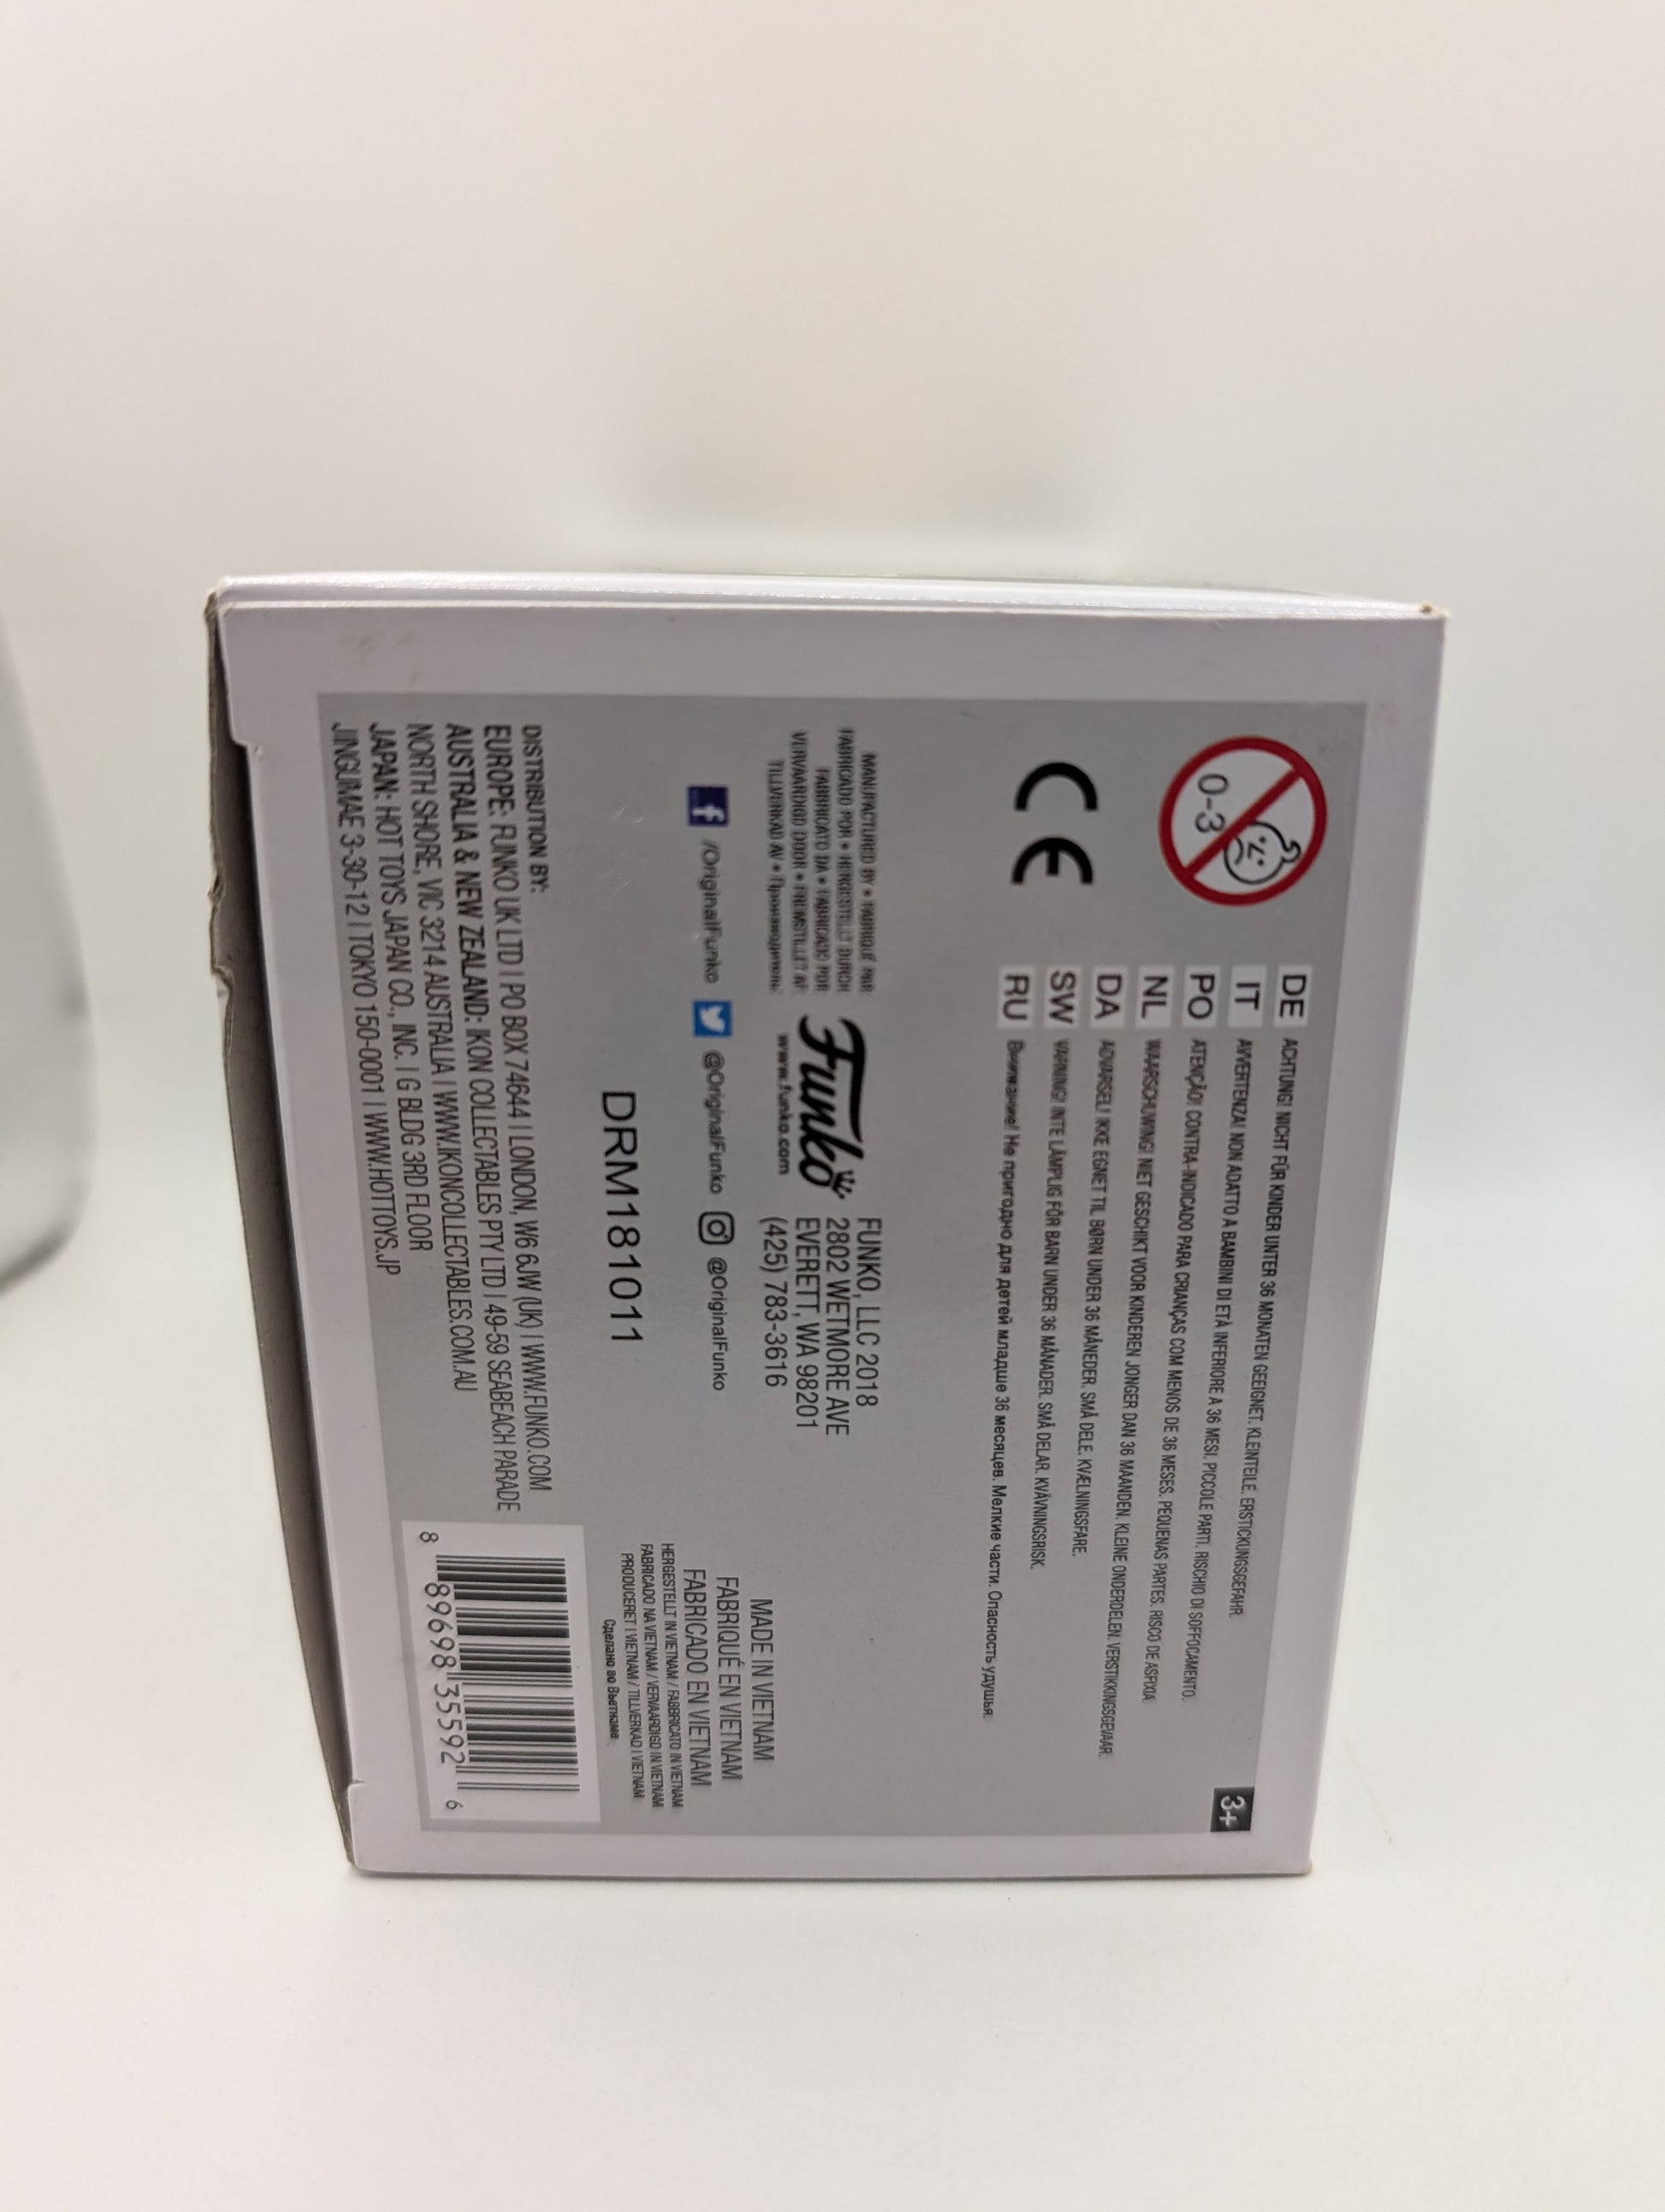 0-3
DE ACHTUNG! NICHT FÜR KINDER UNTER 36 MONATEN GEEIGNET. KLEINTEILE. ERSTICKUNGSGEFAHR.
IT AVVERTENZA! NON ADATTO A BAMBINI DI ETÀ INFERIORE A 36 MESI. PICCOLE PARTI. RISCHIO DI SOFFOCAMENTO.
PO ATENÇÃO! CONTRA-INDICADO PARA CRIANÇAS COM MENOS DE 36 MESES. PEQUENAS PARTES. RISCO DE ASFIXIA
NL WAARSCHUWING! NIET GESCHIKT VOOR KINDEREN JONGER DAN 36 MAANDEN. KLEINE ONDERDELEN. VERSTIKKINGSGEVAAR.
DA ADVARSEL! IKKE EGNET TIL BØRN UNDER 36 MÅNEDER. SMÅ DELE. KVÆLNINGSFARE.
SW VARNING! INTE LÄMPLIG FÖR BARN UNDER 36 MÅNADER. SMÅ DELAR. KVÄVNINGSRISK.
RU Внимание! Не пригодно для детей младше 36 месяцев. Мелкие части. Опасность удушья.
3+
CE
MANUFACTURED BY • FABRIQUÉ PAR
FABRICADO POR • HERGESTELLT DURCH
FABBRICATO DA • FABRICADO POR
VERVAARDIGD DOOR • FREMSTILLET AF
TILLVERKAD AV • Производитель:
Funko
www.funko.com
FUNKO, LLC 2018
2802 WETMORE AVE
EVERETT, WA 98201
(425) 783-3616
f /OriginalFunko @OriginalFunko @OriginalFunko
DRM181011
MADE IN VIETNAM
FABRIQUÉ EN VIETNAM
FABRICADO EN VIETNAM
HERGESTELLT IN VIETNAM / FABBRICATO IN VIETNAM
FABRICADO NA VIETNAM / VERVAARDIGD IN VIETNAM
PRODUCERET I VIETNAM / TILLVERKAD I VIETNAM
Сделано во Вьетнаме
DISTRIBUTION BY:
EUROPE: FUNKO UK LTD | PO BOX 74644 | LONDON, W6 6JW (UK) | WWW.FUNKO.COM
AUSTRALIA & NEW ZEALAND: IKON COLLECTABLES PTY LTD | 49-59 SEABEACH PARADE
NORTH SHORE, VIC 3214 AUSTRALIA | WWW.IKONCOLLECTABLES.COM.AU
JAPAN: HOT TOYS JAPAN CO., INC. | G BLDG 3RD FLOOR
JINGUMAE 3-30-12 | TOKYO 150-0001 | WWW.HOTTOYS.JP
8 89698 35592 6